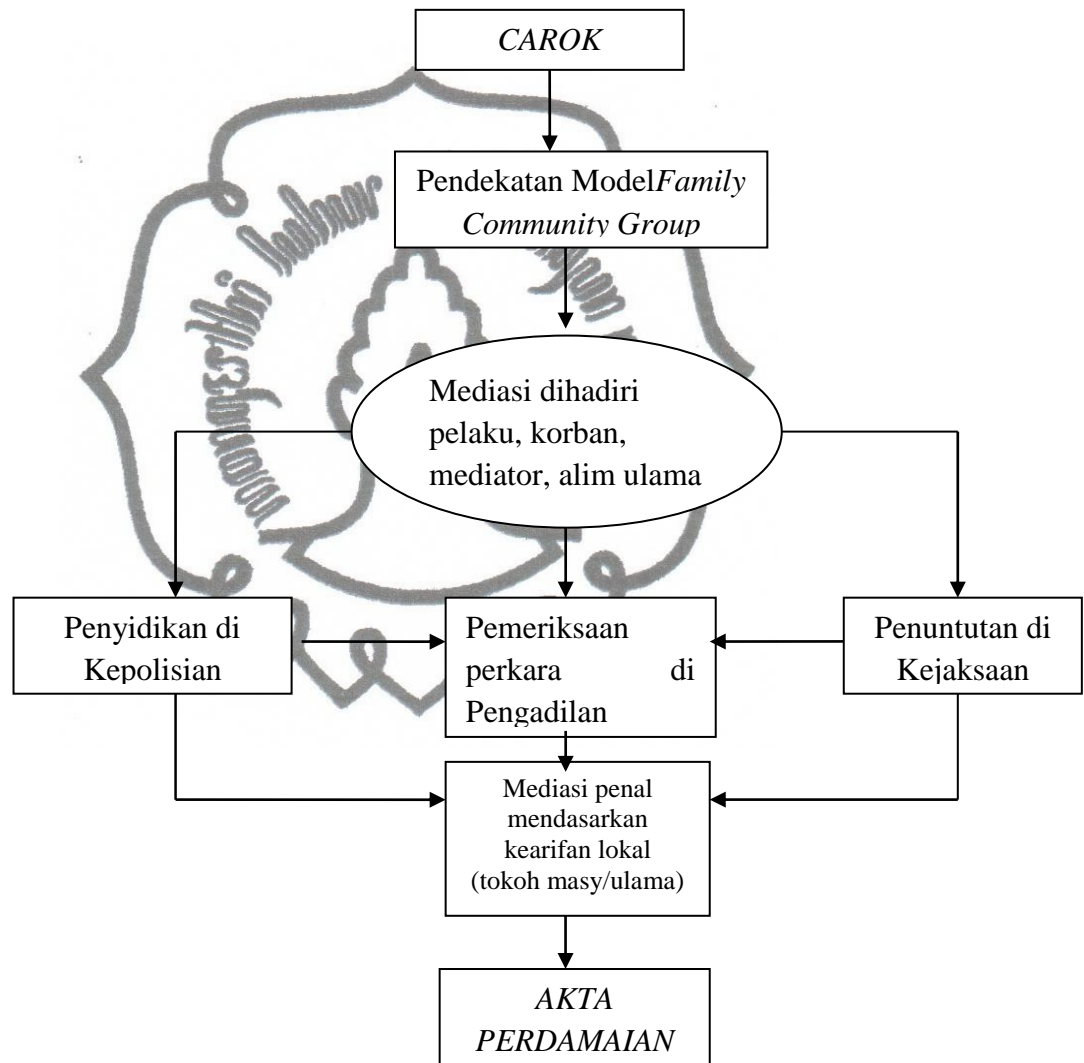 CAROK
Pendekatan ModelFamily
Community Group
Mediasi dihadiri
pelaku, korban,
mediator, alim ulama
Penyidikan di
Kepolisian
Pemeriksaan
perkara di
Pengadilan
Penuntutan di
Kejaksaan
Mediasi penal
mendasarkan
kearifan lokal
(tokoh masy/ulama)
AKTA
PERDAMAIAN